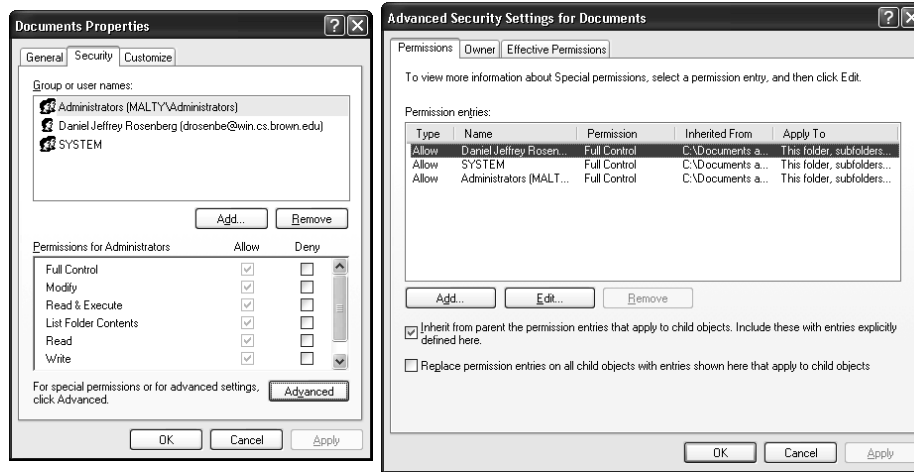 Documents Properties
General Security Customize
Group or user names:
Administrators (MALTY\Administrators)
Daniel Jeffrey Rosenberg (drosenbe@win.cs.brown.edu)
SYSTEM
Add... Remove
Permissions for Administrators Allow Deny
Full Control
Modify
Read & Execute
List Folder Contents
Read
Write
For special permissions or for advanced settings,
click Advanced.
Advanced
OK Cancel Apply
Advanced Security Settings for Documents
Permissions Owner Effective Permissions
To view more information about Special permissions, select a permission entry, and then click Edit.
Permission entries:
Type Name Permission Inherited From Apply To
Allow Daniel Jeffrey Rosen... Full Control C:\Documents a... This folder, subfolders...
Allow SYSTEM Full Control C:\Documents a... This folder, subfolders...
Allow Administrators (MALT... Full Control C:\Documents a... This folder, subfolders...
Add... Edit... Remove
Inherit from parent the permission entries that apply to child objects. Include these with entries explicitly
defined here.
Replace permission entries on all child objects with entries shown here that apply to child objects
OK Cancel Apply